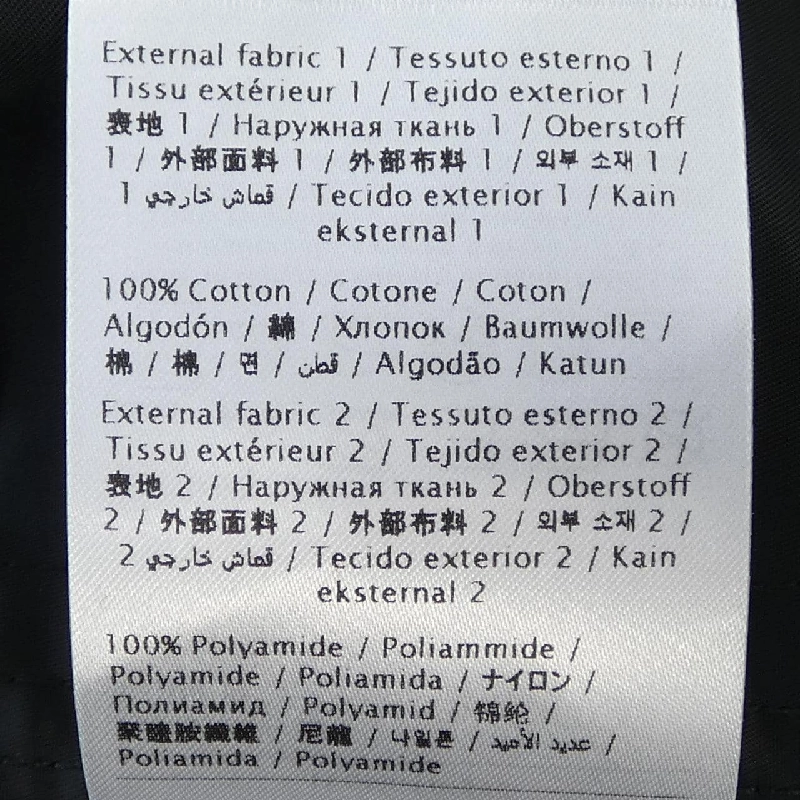 External fabric 1 / Tessuto esterno 1 /
Tissu extérieur 1 / Tejido exterior 1 /
表地 1 / Наружная ткань 1 / Oberstoff
1 / 外部面料 1 / 外部布料 1 / 외부 소재 1 /
قماش خارجي 1 / Tecido exterior 1 / Kain
eksternal 1
100% Cotton / Cotone / Coton /
Algodón / 綿 / Хлопок / Baumwolle /
棉 / 棉 / 면 / قطن / Algodão / Katun
External fabric 2 / Tessuto esterno 2 /
Tissu extérieur 2 / Tejido exterior 2 /
表地 2 / Наружная ткань 2 / Oberstoff
2 / 外部面料 2 / 外部布料 2 / 외부 소재 2 /
قماش خارجي 2 / Tecido exterior 2 / Kain
eksternal 2
100% Polyamide / Poliammide /
Polyamide / Poliamida / ナイロン /
Полиамид / Polyamid / 锦纶 /
聚醯胺纖維 / 尼龍 / 나일론 / عديد الأميد /
Poliamida / Polyamide